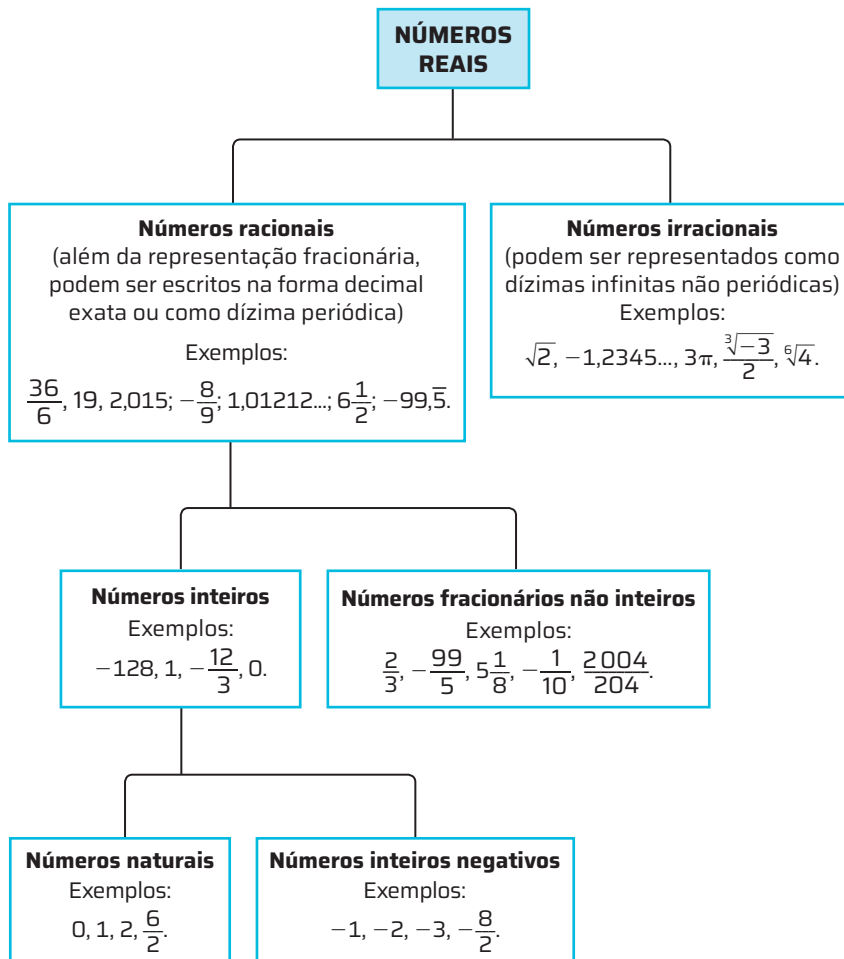 NÚMEROS
REAIS
Números racionais
(além da representação fracionária,
podem ser escritos na forma decimal
exata ou como dízima periódica)
Exemplos:
36/6, 19, 2,015; −8/9; 1,01212...; 6 1/2; −99,5̅.
Números irracionais
(podem ser representados como
dízimas infinitas não periódicas)
Exemplos:
√2, −1,2345..., 3π, ∛−3/2, ⁶√4.
Números inteiros
Exemplos:
−128, 1, −12/3, 0.
Números fracionários não inteiros
Exemplos:
2/3, −99/5, 5 1/8, −1/10, 2 004/204.
Números naturais
Exemplos:
0, 1, 2, 6/2.
Números inteiros negativos
Exemplos:
−1, −2, −3, −8/2.